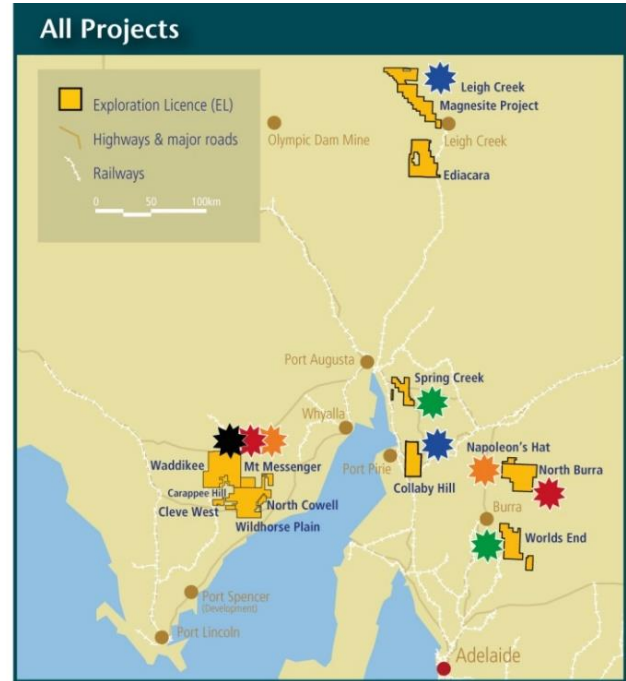 All Projects
Exploration Licence (EL)
Highways & major roads
Railways
0 50 100km
Olympic Dam Mine
Leigh Creek
Magnesite Project
Leigh Creek
Ediacara
Port Augusta
Spring Creek
Whyalla
Napoleon's Hat
Waddikee
Mt Messenger
Port Pirie
North Burra
Collaby Hill
Carappee Hill
North Cowell
Cleve West
Burra
Wildhorse Plain
Worlds End
Port Spencer
(Development)
Port Lincoln
Adelaide